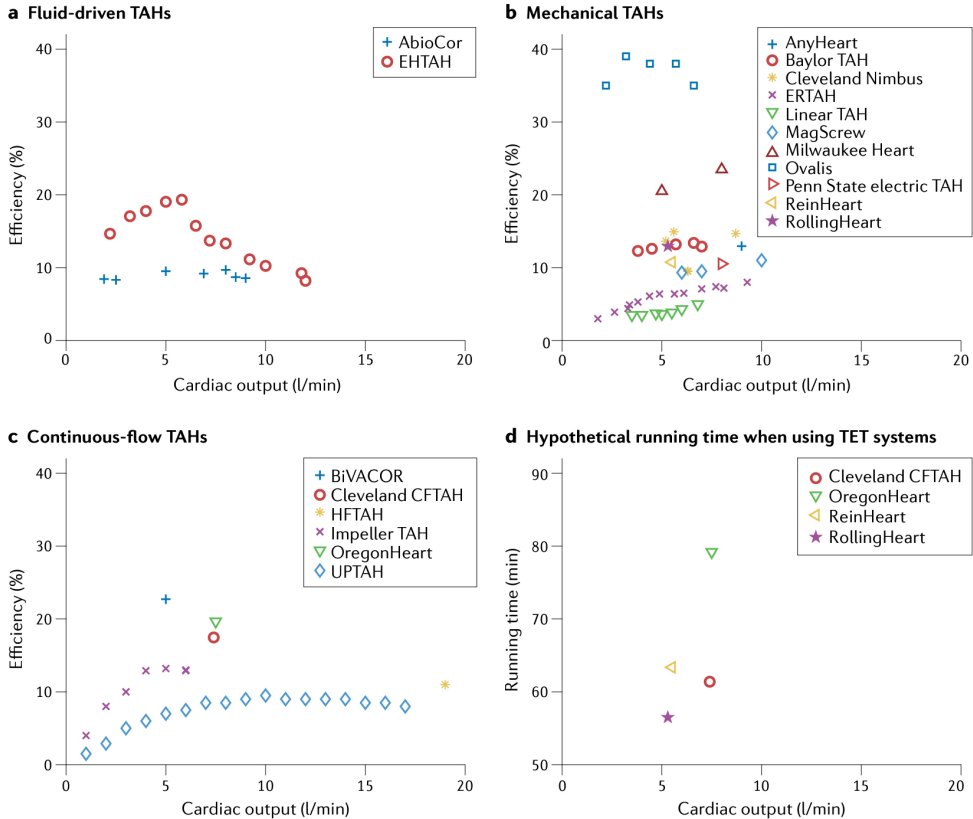 a Fluid-driven TAHs
AbioCor
EHTAH
Efficiency (%)
40
30
20
10
0
0 5 10 15 20
Cardiac output (l/min)
b Mechanical TAHs
AnyHeart
Baylor TAH
Cleveland Nimbus
ERTAH
Linear TAH
MagScrew
Milwaukee Heart
Ovalis
Penn State electric TAH
ReinHeart
RollingHeart
Efficiency (%)
40
30
20
10
0
0 5 10 15 20
Cardiac output (l/min)
c Continuous-flow TAHs
BiVACOR
Cleveland CFTAH
HFTAH
Impeller TAH
OregonHeart
UPTAH
Efficiency (%)
40
30
20
10
0
0 5 10 15 20
Cardiac output (l/min)
d Hypothetical running time when using TET systems
Cleveland CFTAH
OregonHeart
ReinHeart
RollingHeart
Running time (min)
90
80
70
60
50
0 5 10 15 20
Cardiac output (l/min)